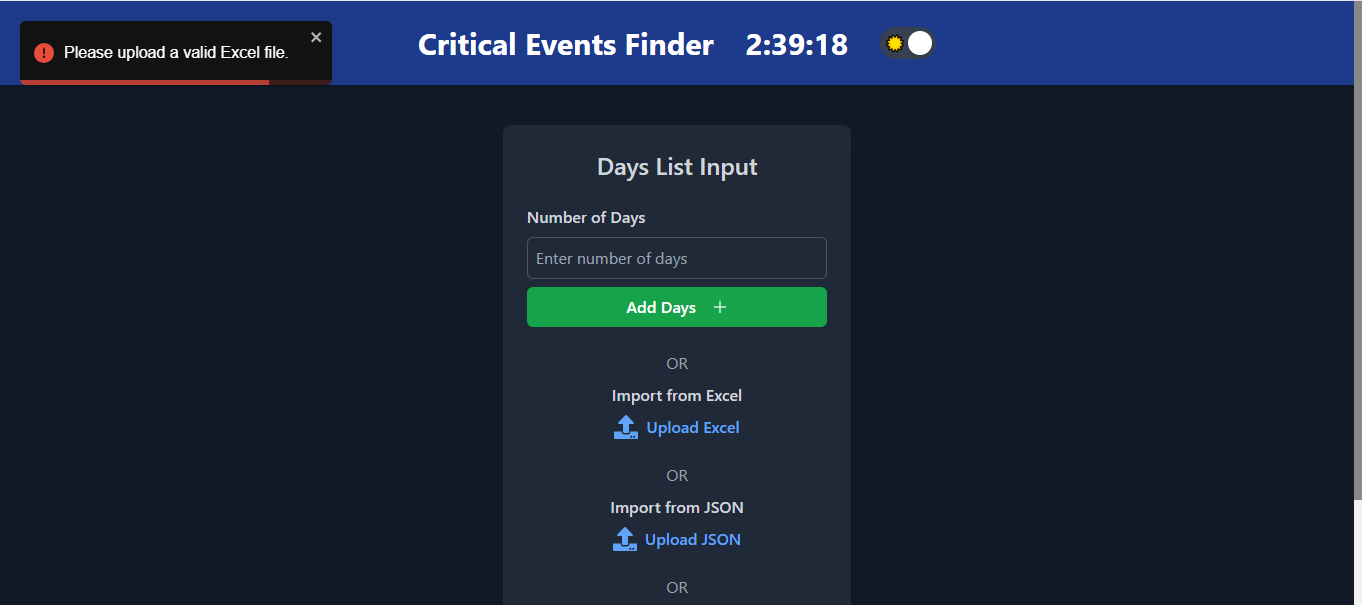 Please upload a valid Excel file.
Critical Events Finder
2:39:18
Days List Input
Number of Days
Enter number of days
Add Days +
OR
Import from Excel
Upload Excel
OR
Import from JSON
Upload JSON
OR